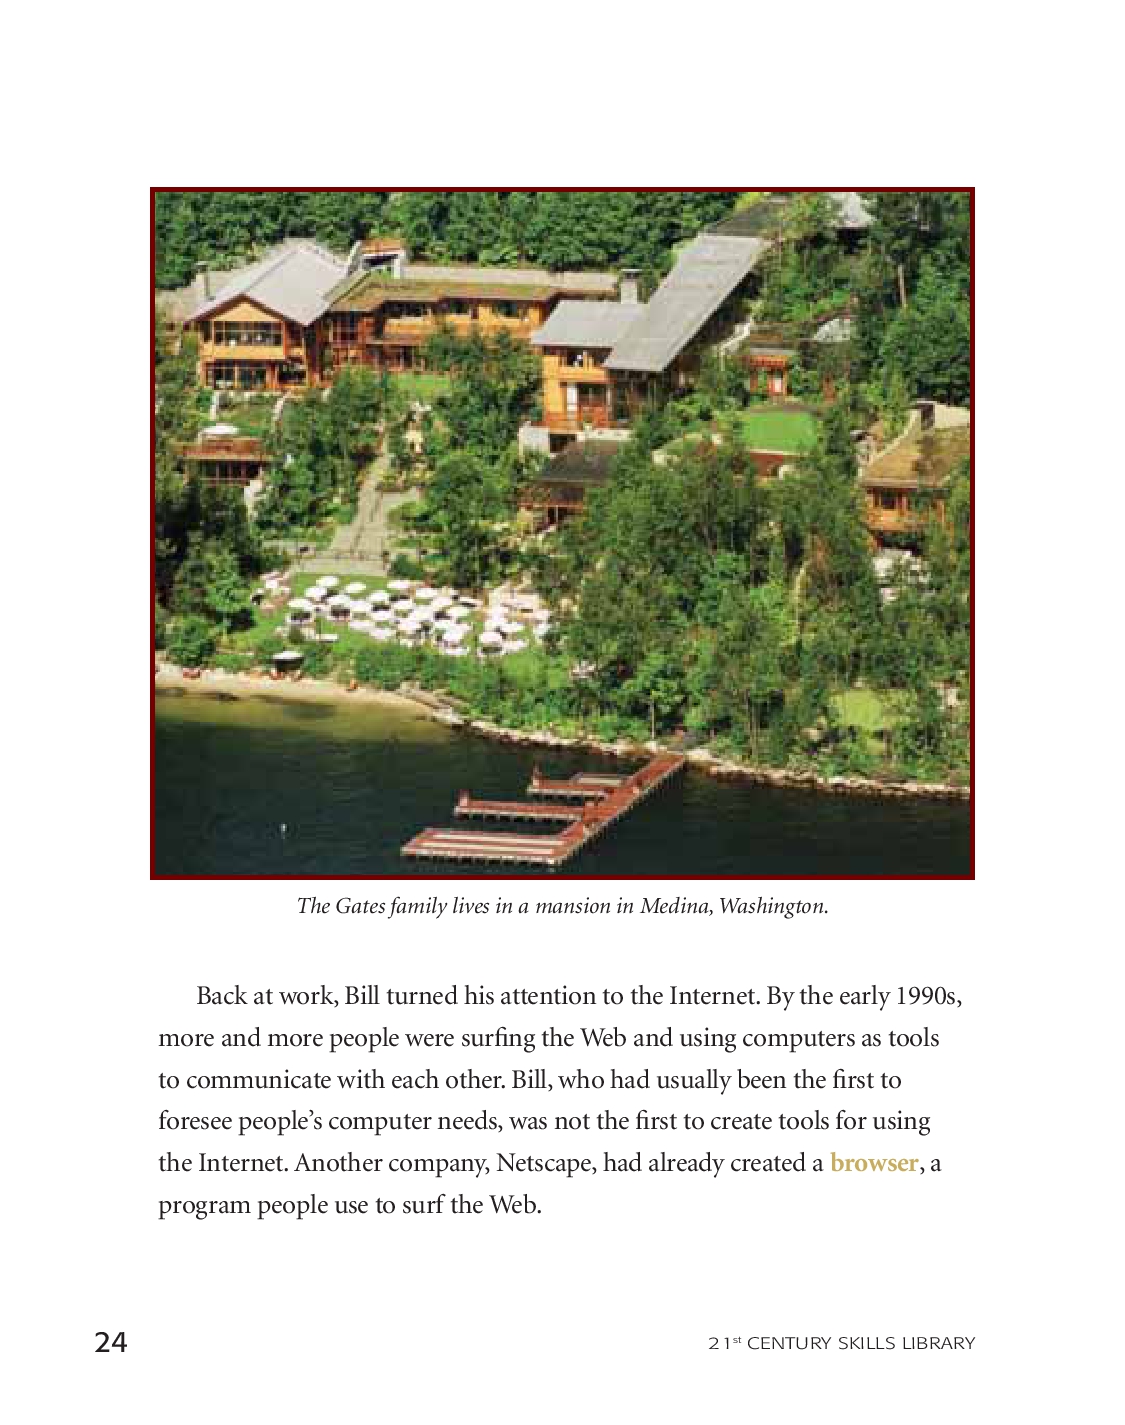 The Gates family lives in a mansion in Medina, Washington.
Back at work, Bill turned his attention to the Internet. By the early 1990s,
more and more people were surfing the Web and using computers as tools
to communicate with each other. Bill, who had usually been the first to
foresee people’s computer needs, was not the first to create tools for using
the Internet. Another company, Netscape, had already created a browser, a
program people use to surf the Web.
24
21st CENTURY SKILLS LIBRARY